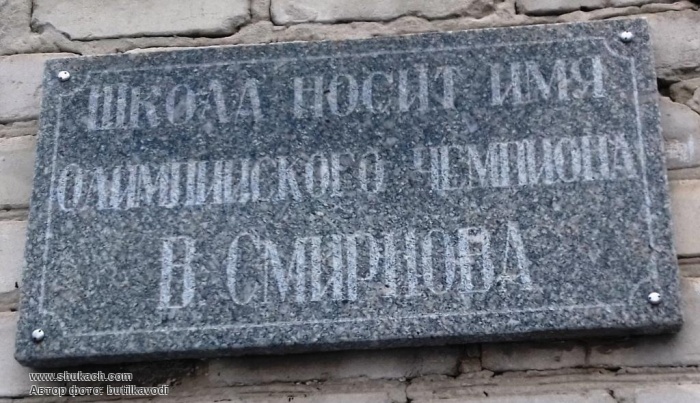 ШКОЛА НОСИТ ИМЯ
ОЛИМПИЙСКОГО ЧЕМПИОНА
В. СМИРНОВА
www.shukach.com
Автор фото: butilkavodi